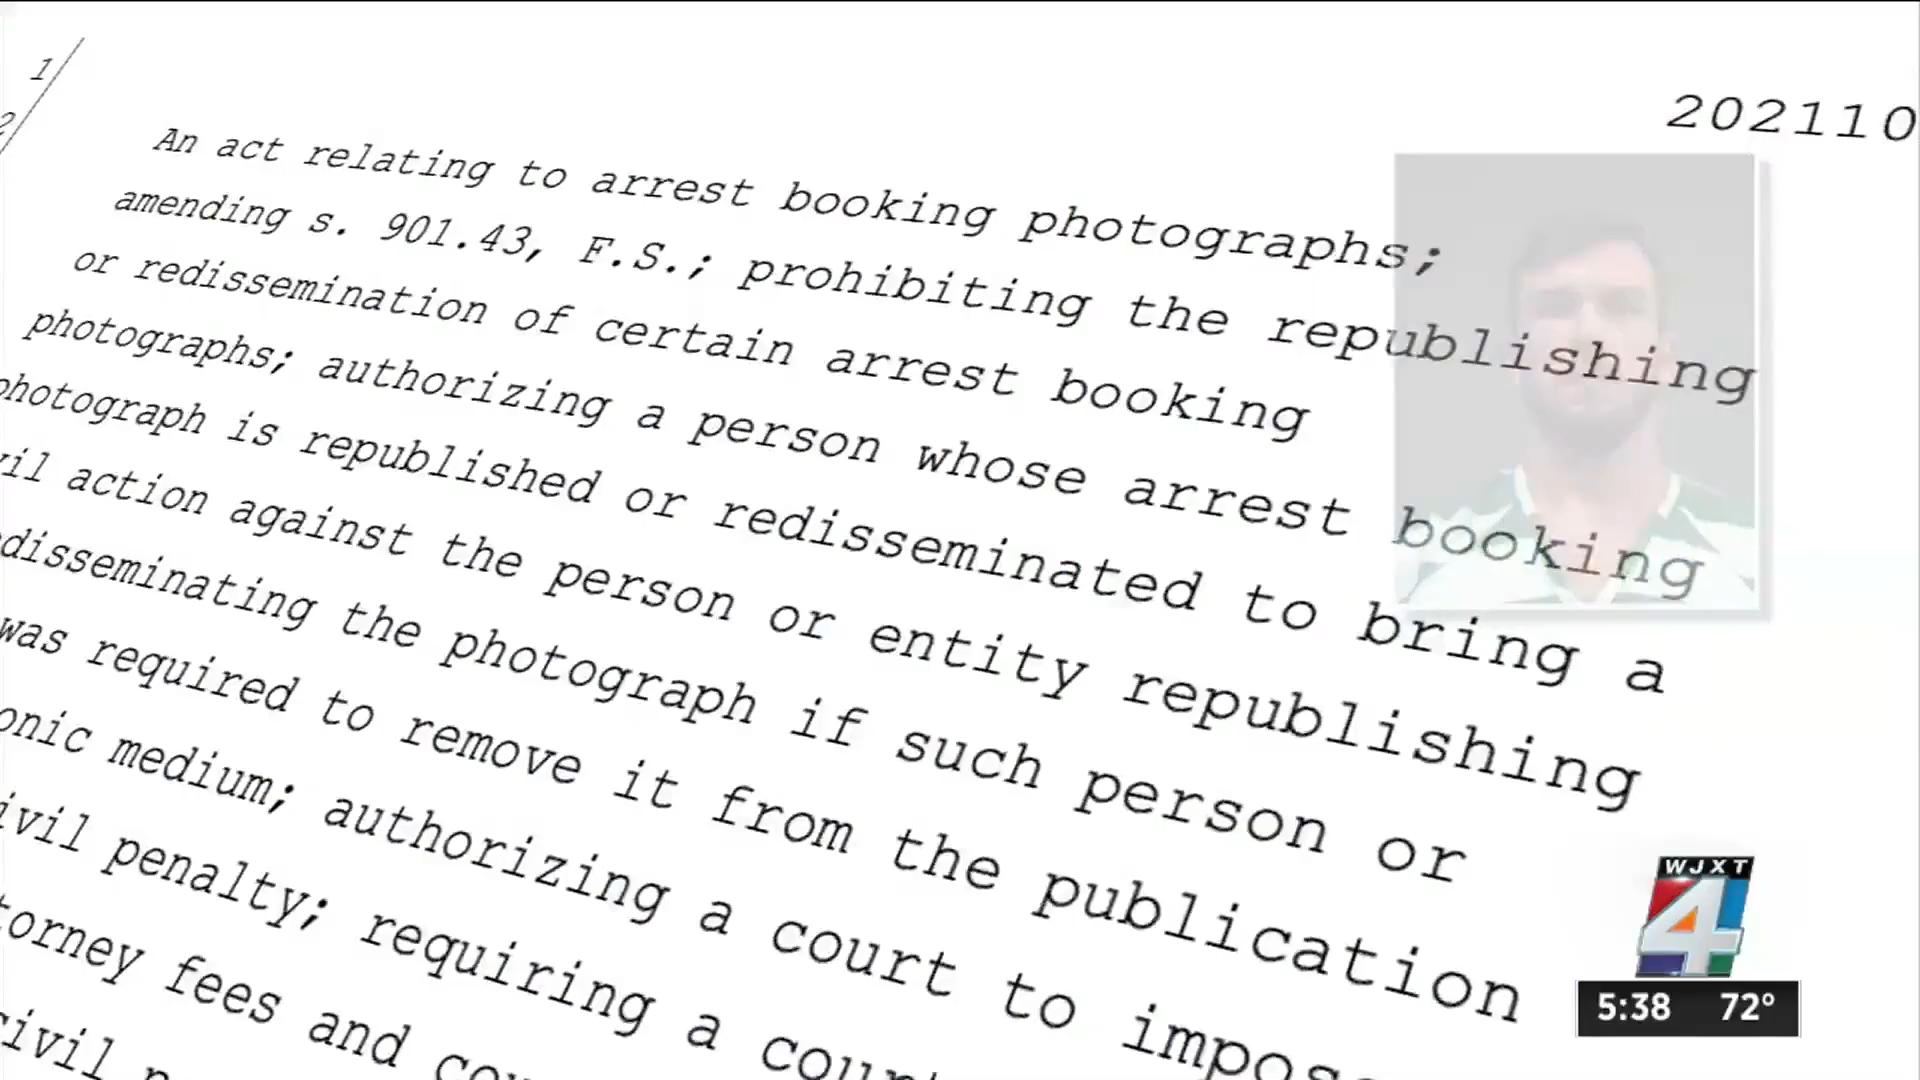 1
2
202110
An act relating to arrest booking photographs;
amending s. 901.43, F.S.; prohibiting the republishing
or redissemination of certain arrest booking
photographs; authorizing a person whose arrest booking
photograph is republished or redisseminated to bring a
action against the person or entity republishing
disseminating the photograph if such person or
was required to remove it from the publication
medium; authorizing a court to impose
penalty; requiring a court
fees and
WJXT
4
5:38 72°